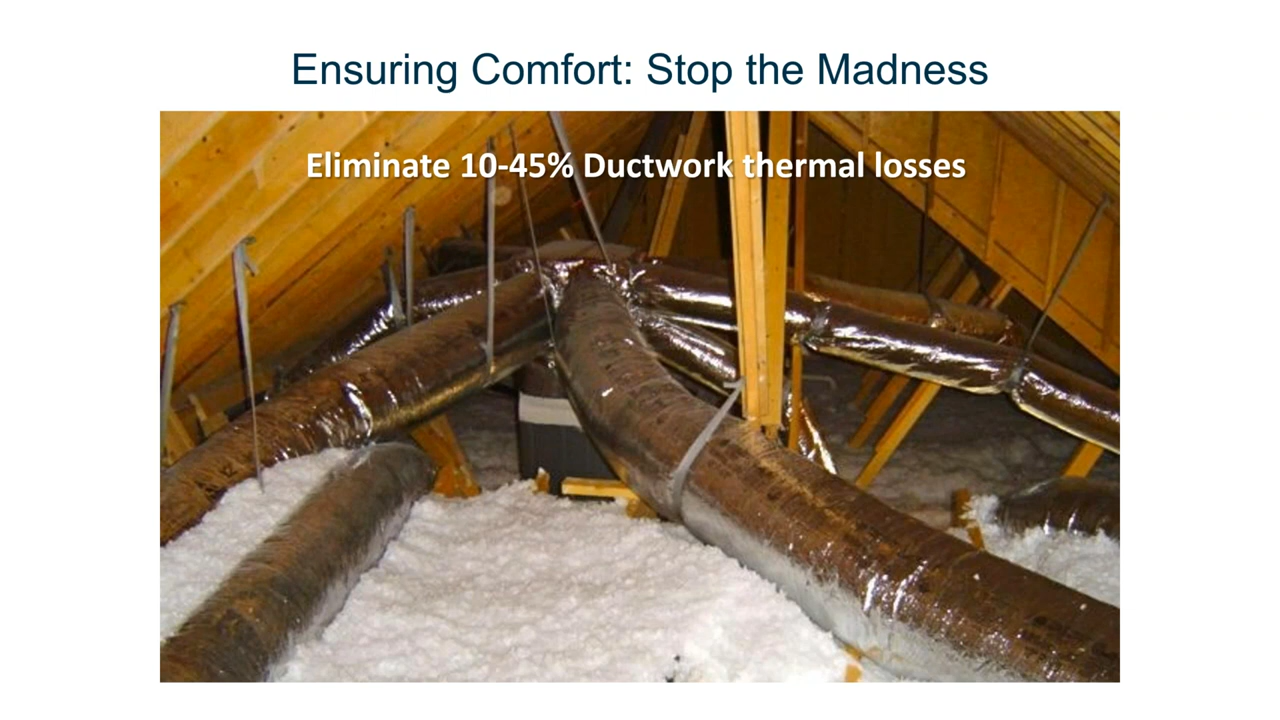 Ensuring Comfort: Stop the Madness
Eliminate 10-45% Ductwork thermal losses